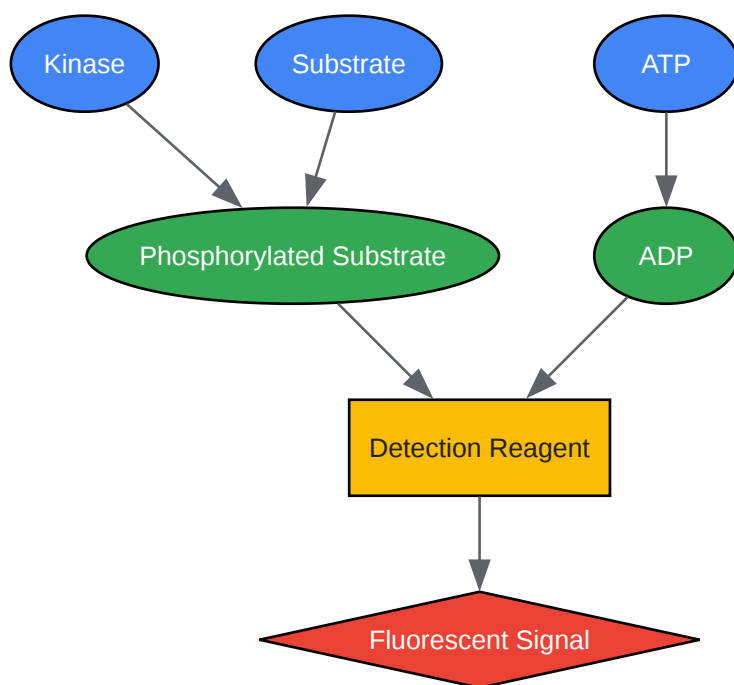 Kinase
Substrate
ATP
Phosphorylated Substrate
ADP
Detection Reagent
Fluorescent Signal